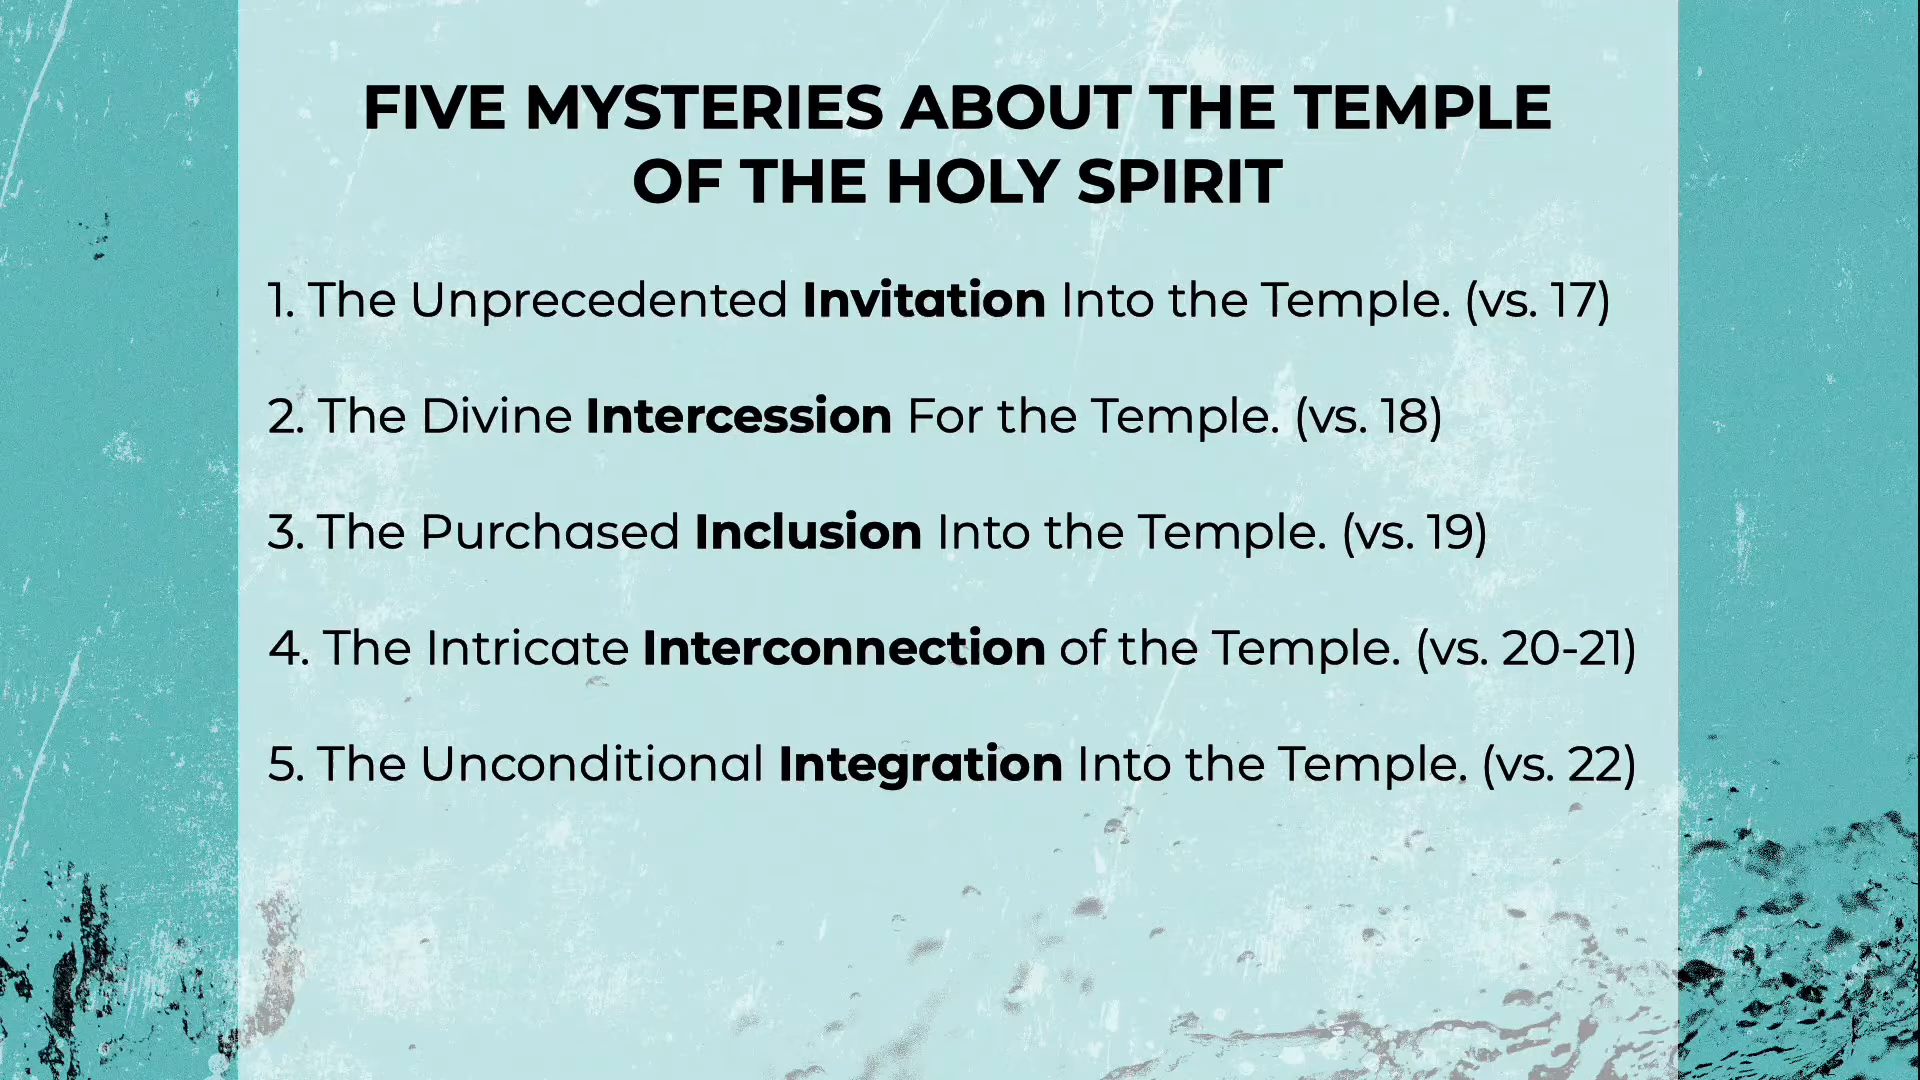 FIVE MYSTERIES ABOUT THE TEMPLE
OF THE HOLY SPIRIT
1. The Unprecedented Invitation Into the Temple. (vs. 17)
2. The Divine Intercession For the Temple. (vs. 18)
3. The Purchased Inclusion Into the Temple. (vs. 19)
4. The Intricate Interconnection of the Temple. (vs. 20-21)
5. The Unconditional Integration Into the Temple. (vs. 22)